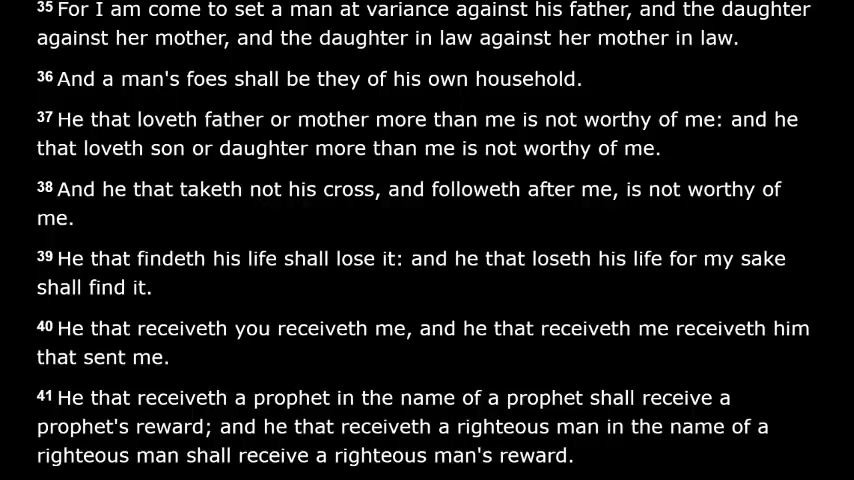 35 For I am come to set a man at variance against his father, and the daughter
against her mother, and the daughter in law against her mother in law.
36 And a man's foes shall be they of his own household.
37 He that loveth father or mother more than me is not worthy of me: and he
that loveth son or daughter more than me is not worthy of me.
38 And he that taketh not his cross, and followeth after me, is not worthy of
me.
39 He that findeth his life shall lose it: and he that loseth his life for my sake
shall find it.
40 He that receiveth you receiveth me, and he that receiveth me receiveth him
that sent me.
41 He that receiveth a prophet in the name of a prophet shall receive a
prophet's reward; and he that receiveth a righteous man in the name of a
righteous man shall receive a righteous man's reward.